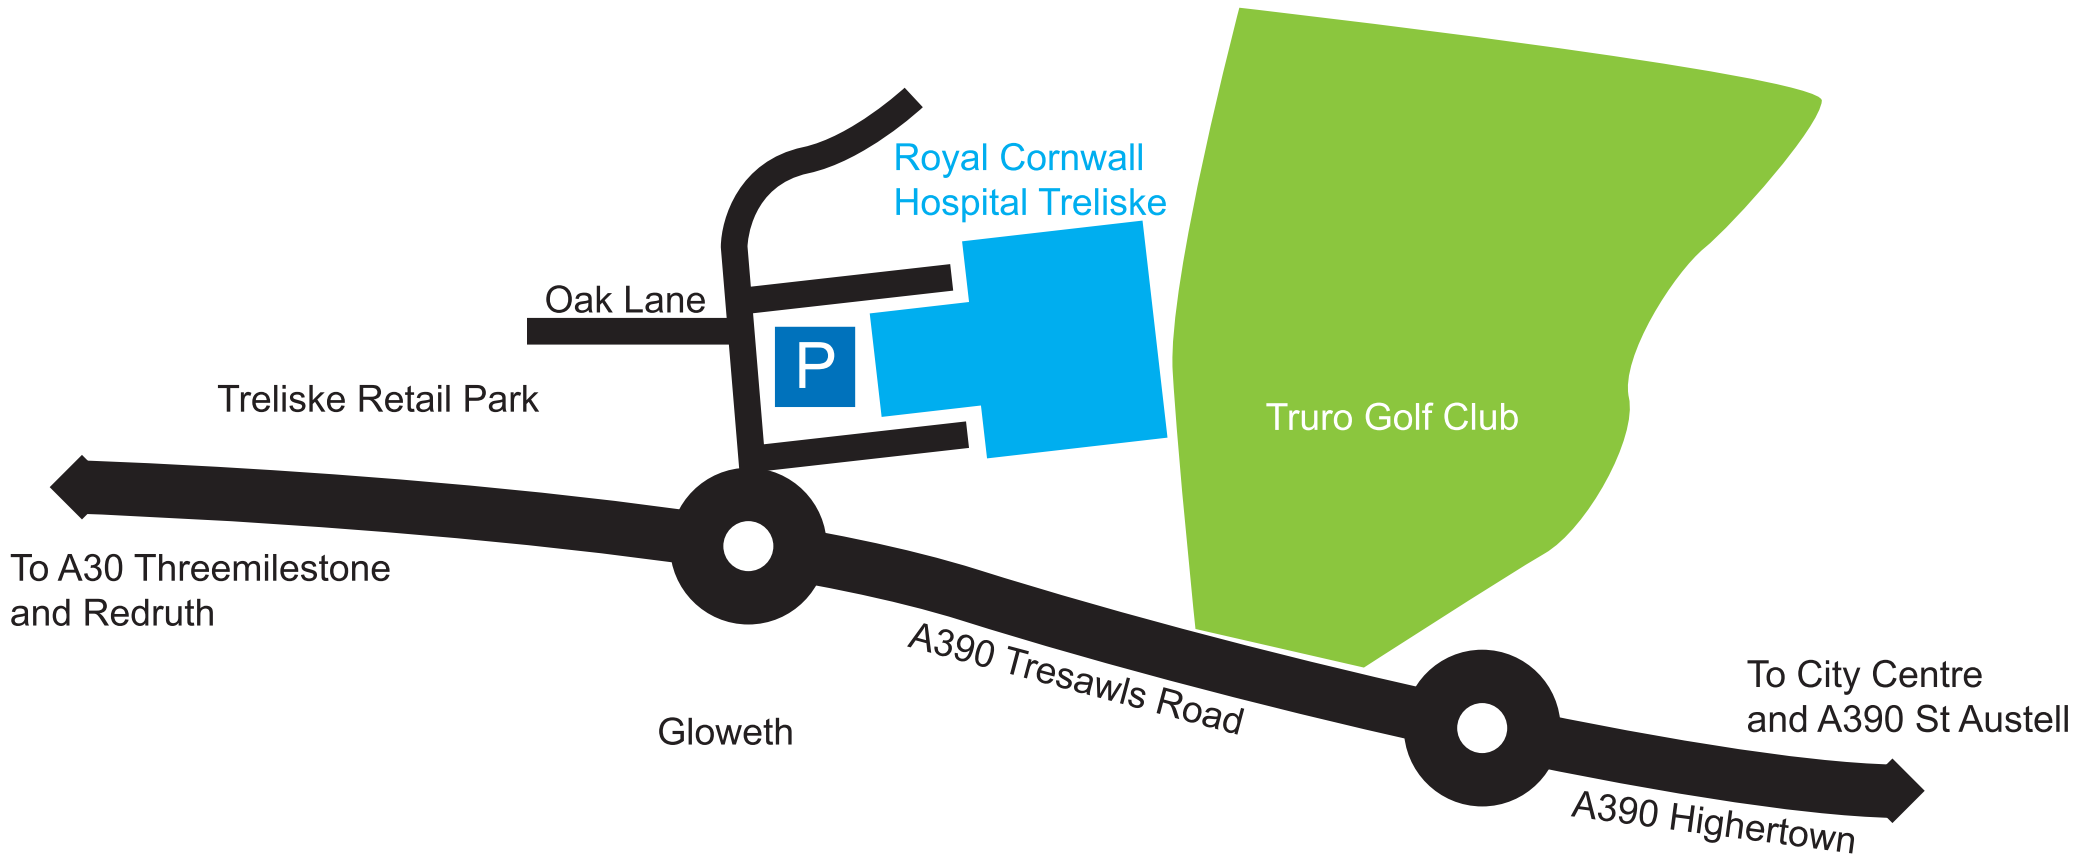 Royal Cornwall
Hospital Treliske
Oak Lane
P
Treliske Retail Park
Truro Golf Club
To A30 Threemilestone
and Redruth
A390 Tresawls Road
Gloweth
To City Centre
and A390 St Austell
A390 Highertown